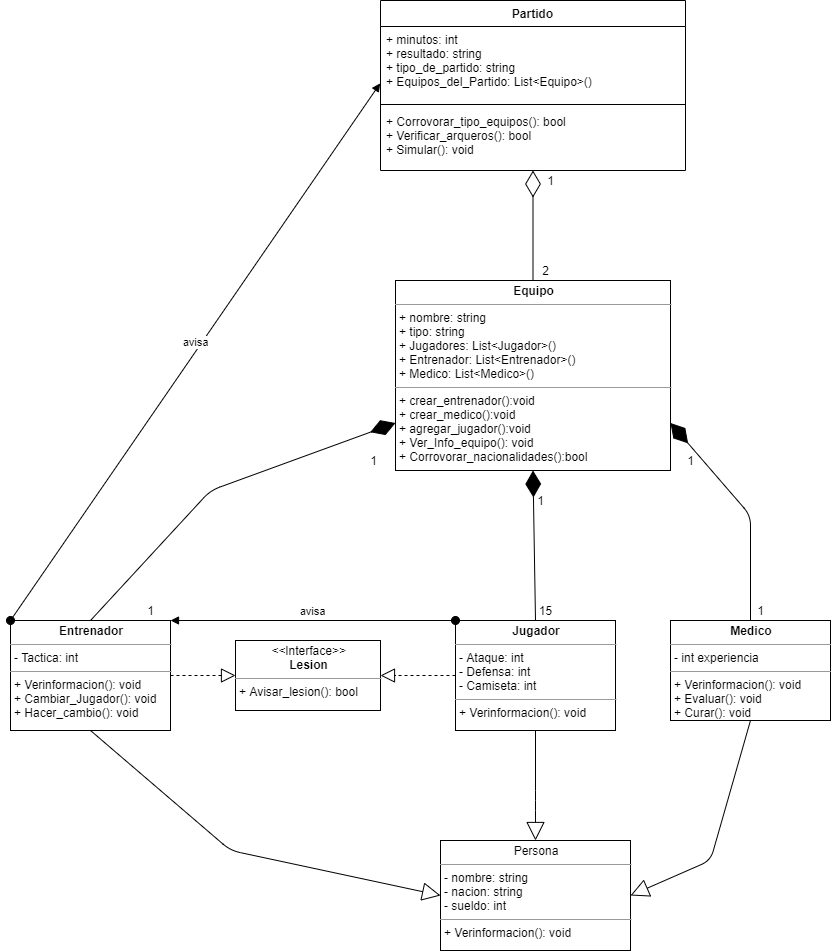 Partido
+ minutos: int
+ resultado: string
+ tipo_de_partido: string
+ Equipos_del_Partido: List<Equipo>()
+ Corrovorar_tipo_equipos(): bool
+ Verificar_arqueros(): bool
+ Simular(): void
1
2
Equipo
+ nombre: string
+ tipo: string
+ Jugadores: List<Jugador>()
+ Entrenador: List<Entrenador>()
+ Medico: List<Medico>()
+ crear_entrenador():void
+ crear_medico():void
+ agregar_jugador():void
+ Ver_Info_equipo(): void
+ Corrovorar_nacionalidades():bool
avisa
1
1
1
1
avisa
15
1
Entrenador
- Tactica: int
+ Verinformacion(): void
+ Cambiar_Jugador(): void
+ Hacer_cambio(): void
<<Interface>>
Lesion
+ Avisar_lesion(): bool
Jugador
- Ataque: int
- Defensa: int
- Camiseta: int
+ Verinformacion(): void
Medico
- int experiencia
+ Verinformacion(): void
+ Evaluar(): void
+ Curar(): void
Persona
- nombre: string
- nacion: string
- sueldo: int
+ Verinformacion(): void